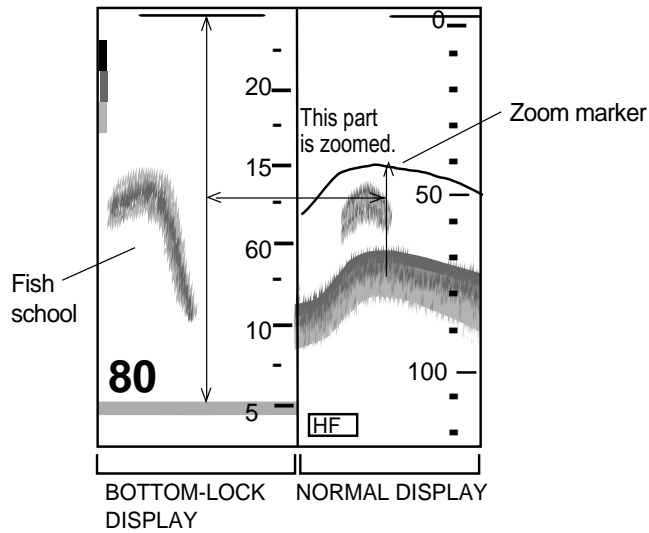 0
20
This part
is zoomed.
Zoom marker
15
50
60
Fish
school
10
80
100
5
HF
BOTTOM-LOCK
DISPLAY
NORMAL DISPLAY